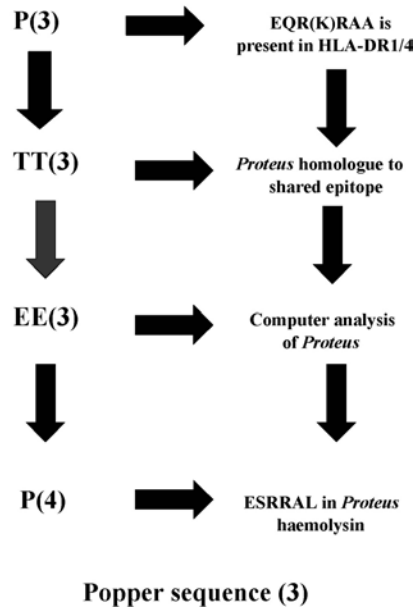 P(3)
EQR(K)RAA is
present in HLA-DR1/4
TT(3)
Proteus homologue to
shared epitope
EE(3)
Computer analysis
of Proteus
P(4)
ESRRAL in Proteus
haemolysin
Popper sequence (3)